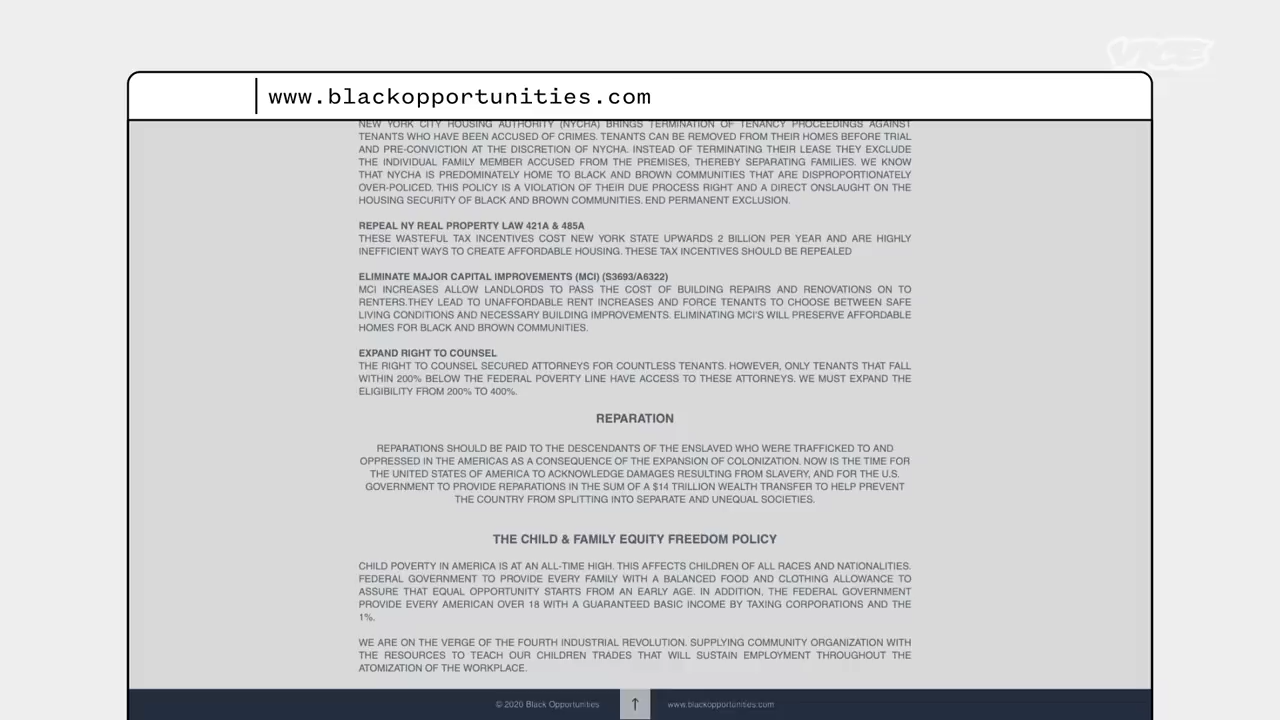 VICE
www.blackopportunities.com
NEW YORK CITY HOUSING AUTHORITY (NYCHA) BRINGS TERMINATION OF TENANCY PROCEEDINGS AGAINST
TENANTS WHO HAVE BEEN ACCUSED OF CRIMES. TENANTS CAN BE REMOVED FROM THEIR HOMES BEFORE TRIAL
AND PRE-CONVICTION AT THE DISCRETION OF NYCHA. INSTEAD OF TERMINATING THEIR LEASE THEY EXCLUDE
THE INDIVIDUAL FAMILY MEMBER ACCUSED FROM THE PREMISES, THEREBY SEPARATING FAMILIES. WE KNOW
THAT NYCHA IS PREDOMINATELY HOME TO BLACK AND BROWN COMMUNITIES THAT ARE DISPROPORTIONATELY
OVER-POLICED. THIS POLICY IS A VIOLATION OF THEIR DUE PROCESS RIGHT AND A DIRECT ONSLAUGHT ON THE
HOUSING SECURITY OF BLACK AND BROWN COMMUNITIES. END PERMANENT EXCLUSION.
REPEAL NY REAL PROPERTY LAW 421A & 485A
THESE WASTEFUL TAX INCENTIVES COST NEW YORK STATE UPWARDS 2 BILLION PER YEAR AND ARE HIGHLY
INEFFICIENT WAYS TO CREATE AFFORDABLE HOUSING. THESE TAX INCENTIVES SHOULD BE REPEALED
ELIMINATE MAJOR CAPITAL IMPROVEMENTS (MCI) (S3693/A6322)
MCI INCREASES ALLOW LANDLORDS TO PASS THE COST OF BUILDING REPAIRS AND RENOVATIONS ON TO
RENTERS.THEY LEAD TO UNAFFORDABLE RENT INCREASES AND FORCE TENANTS TO CHOOSE BETWEEN SAFE
LIVING CONDITIONS AND NECESSARY BUILDING IMPROVEMENTS. ELIMINATING MCI'S WILL PRESERVE AFFORDABLE
HOMES FOR BLACK AND BROWN COMMUNITIES.
EXPAND RIGHT TO COUNSEL
THE RIGHT TO COUNSEL SECURED ATTORNEYS FOR COUNTLESS TENANTS. HOWEVER, ONLY TENANTS THAT FALL
WITHIN 200% BELOW THE FEDERAL POVERTY LINE HAVE ACCESS TO THESE ATTORNEYS. WE MUST EXPAND THE
ELIGIBILITY FROM 200% TO 400%.
REPARATION
REPARATIONS SHOULD BE PAID TO THE DESCENDANTS OF THE ENSLAVED WHO WERE TRAFFICKED TO AND
OPPRESSED IN THE AMERICAS AS A CONSEQUENCE OF THE EXPANSION OF COLONIZATION. NOW IS THE TIME FOR
THE UNITED STATES OF AMERICA TO ACKNOWLEDGE DAMAGES RESULTING FROM SLAVERY, AND FOR THE U.S.
GOVERNMENT TO PROVIDE REPARATIONS IN THE SUM OF A $14 TRILLION WEALTH TRANSFER TO HELP PREVENT
THE COUNTRY FROM SPLITTING INTO SEPARATE AND UNEQUAL SOCIETIES.
THE CHILD & FAMILY EQUITY FREEDOM POLICY
CHILD POVERTY IN AMERICA IS AT AN ALL-TIME HIGH. THIS AFFECTS CHILDREN OF ALL RACES AND NATIONALITIES.
FEDERAL GOVERNMENT TO PROVIDE EVERY FAMILY WITH A BALANCED FOOD AND CLOTHING ALLOWANCE TO
ASSURE THAT EQUAL OPPORTUNITY STARTS FROM AN EARLY AGE. IN ADDITION, THE FEDERAL GOVERNMENT
PROVIDE EVERY AMERICAN OVER 18 WITH A GUARANTEED BASIC INCOME BY TAXING CORPORATIONS AND THE
1%.
WE ARE ON THE VERGE OF THE FOURTH INDUSTRIAL REVOLUTION. SUPPLYING COMMUNITY ORGANIZATION WITH
THE RESOURCES TO TEACH OUR CHILDREN TRADES THAT WILL SUSTAIN EMPLOYMENT THROUGHOUT THE
ATOMIZATION OF THE WORKPLACE.
© 2020 Black Opportunities
www.blackopportunities.com